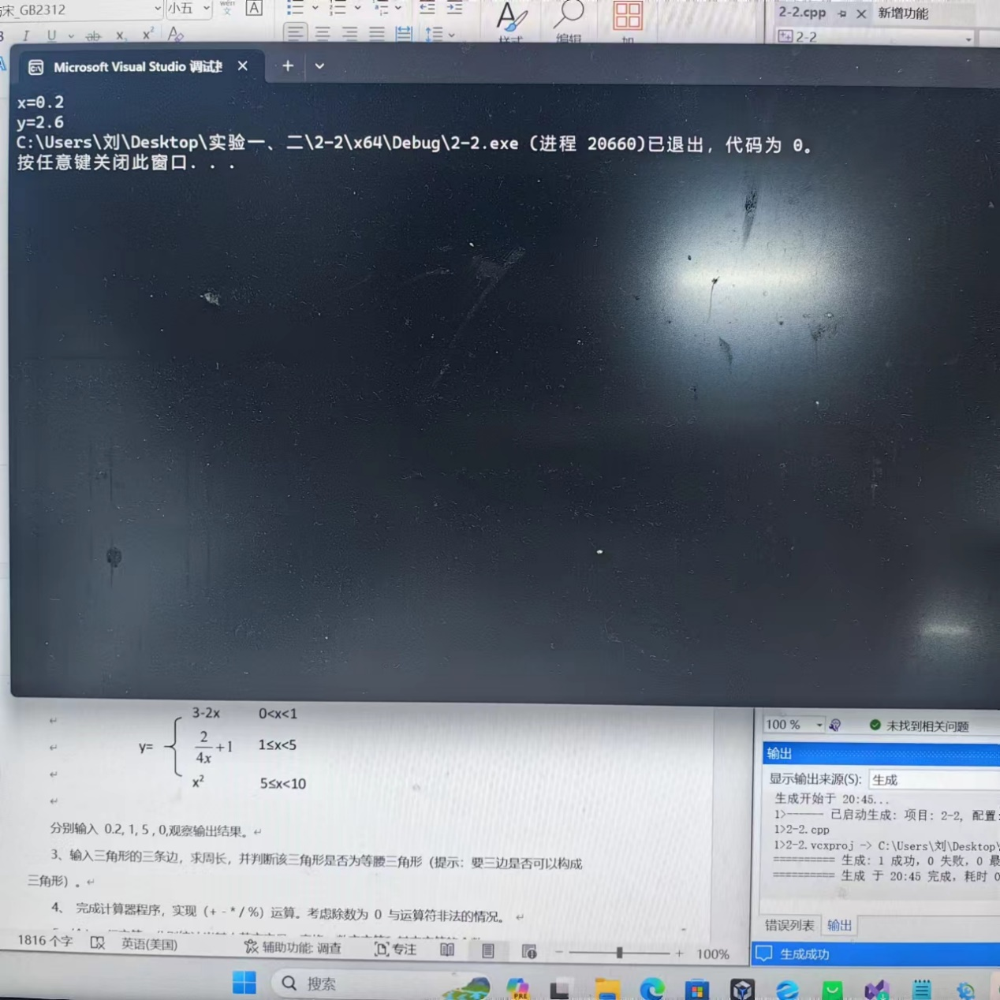 宋_GB2312
小五
wén
文
A
I U ab x, x² A
样式
编辑
加
2-2.cpp
新增功能
2-2
Microsoft Visual Studio 调试
x=0.2
y=2.6
C:\Users\刘\Desktop\实验一、二\2-2\x64\Debug\2-2.exe (进程 20660)已退出，代码为 0。
按任意键关闭此窗口. . .
3-2x 0<x<1
y= 2/4x +1 1≤x<5
x² 5≤x<10
分别输入 0.2, 1, 5 , 0,观察输出结果。
3、输入三角形的三条边，求周长，并判断该三角形是否为等腰三角形（提示：要三边是否可以构成
三角形）。
4、 完成计算器程序，实现（+ - * / %）运算。考虑除数为 0 与运算符非法的情况。
1816 个字
英语(美国)
辅助功能: 调查
专注
100%
100 %
未找到相关问题
输出
显示输出来源(S): 生成
生成开始于 20:45...
1>------ 已启动生成: 项目: 2-2, 配置:
1>2-2.cpp
1>2-2.vcxproj -> C:\Users\刘\Desktop\
========== 生成: 1 成功, 0 失败, 0 最
========== 生成 于 20:45 完成, 耗时 0
错误列表 输出
生成成功
搜索
PRE